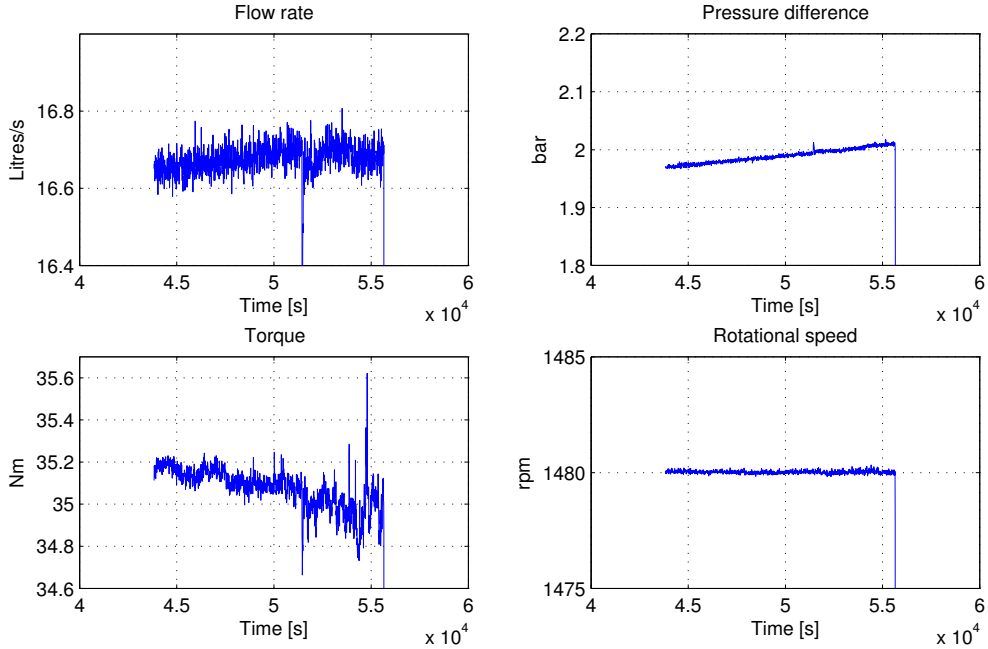 Flow rate
Litres/s
16.8
16.6
16.4
4 4.5 5 5.5 6
Time [s]
x 10^4
Pressure difference
bar
2.2
2.1
2
1.9
1.8
4 4.5 5 5.5 6
Time [s]
x 10^4
Torque
Nm
35.6
35.4
35.2
35
34.8
34.6
4 4.5 5 5.5 6
Time [s]
x 10^4
Rotational speed
rpm
1485
1480
1475
4 4.5 5 5.5 6
Time [s]
x 10^4